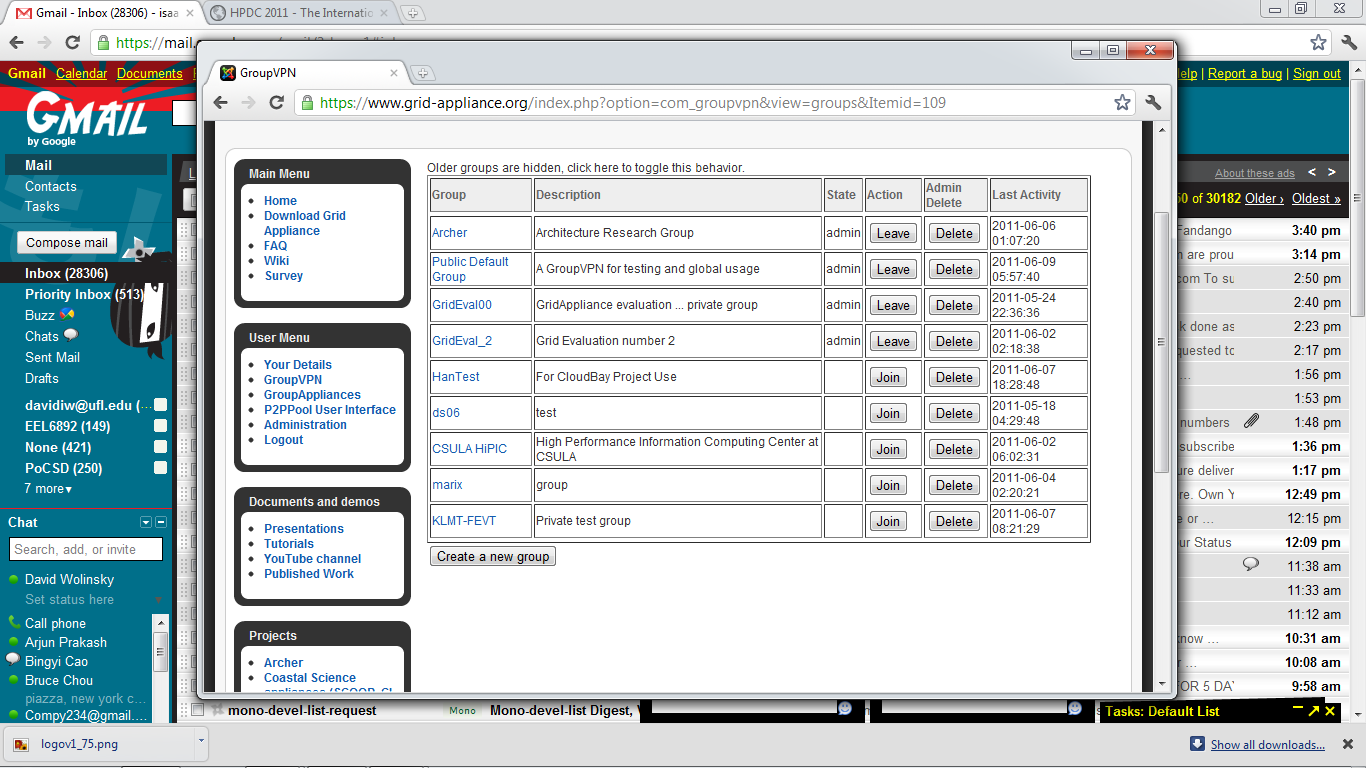 Gmail - Inbox (28306) - isaa
HPDC 2011 - The Internatio
https://mail.
Gmail Calendar Documents
Help | Report a bug | Sign out
GMAIL
by Google
Mail
Contacts
Tasks
Compose mail
Inbox (28306)
Priority Inbox (513)
Buzz
Chats
Sent Mail
Drafts
davidiw@ufl.edu (...
EEL6892 (149)
None (421)
PoCSD (250)
7 more▾
Chat
Search, add, or invite
David Wolinsky
Set status here
Call phone
Arjun Prakash
Bingyi Cao
Bruce Chou
piazza, new york c...
Compy234@gmail....
GroupVPN
https://www.grid-appliance.org/index.php?option=com_groupvpn&view=groups&Itemid=109
Main Menu
Home
Download Grid
Appliance
FAQ
Wiki
Survey
User Menu
Your Details
GroupVPN
GroupAppliances
P2PPool User Interface
Administration
Logout
Documents and demos
Presentations
Tutorials
YouTube channel
Published Work
Projects
Archer
Coastal Science
appliances (SCOOP, CI
Older groups are hidden, click here to toggle this behavior.
Group Description State Action Admin Delete Last Activity
Archer Architecture Research Group admin Leave Delete 2011-06-06 01:07:20
Public Default Group A GroupVPN for testing and global usage admin Leave Delete 2011-06-09 05:57:40
GridEval00 GridAppliance evaluation ... private group admin Leave Delete 2011-05-24 22:36:36
GridEval_2 Grid Evaluation number 2 admin Leave Delete 2011-06-02 02:18:38
HanTest For CloudBay Project Use Join Delete 2011-06-07 18:28:48
ds06 test Join Delete 2011-05-18 04:29:48
CSULA HiPIC High Performance Information Computing Center at CSULA Join Delete 2011-06-02 06:02:31
marix group Join Delete 2011-06-04 02:20:21
KLMT-FEVT Private test group Join Delete 2011-06-07 08:21:29
Create a new group
About these ads < >
50 of 30182 Older › Oldest »
Fandango 3:40 pm
n are prou 3:14 pm
com To su 2:50 pm
2:40 pm
k done as 2:23 pm
quested to 2:17 pm
... 1:56 pm
1:53 pm
numbers 1:48 pm
subscribe 1:36 pm
ure deliver 1:17 pm
re. Own Y 12:49 pm
e or ... 12:15 pm
ur Status 12:09 pm
11:38 am
11:33 am
11:12 am
know ... 10:31 am
r ... 10:08 am
FOR 5 DAY 9:58 am
mono-devel-list-request Mono Mono-devel-list Digest, V
Tasks: Default List
logov1_75.png
Show all downloads...